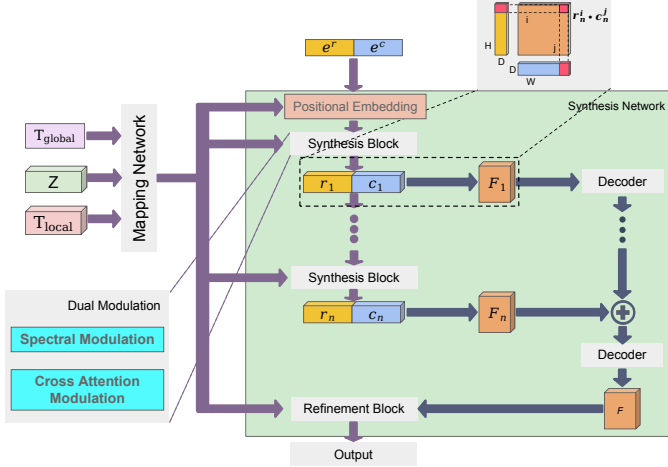 e^r e^c
r_n^i • c_n^j
i
j
H
D
D
W
Positional Embedding
Synthesis Network
T_global
Synthesis Block
Z
Mapping Network
r_1 c_1
F_1
Decoder
T_local
Synthesis Block
Dual Modulation
r_n c_n
F_n
Spectral Modulation
Decoder
Cross Attention
Modulation
Refinement Block
F
Output